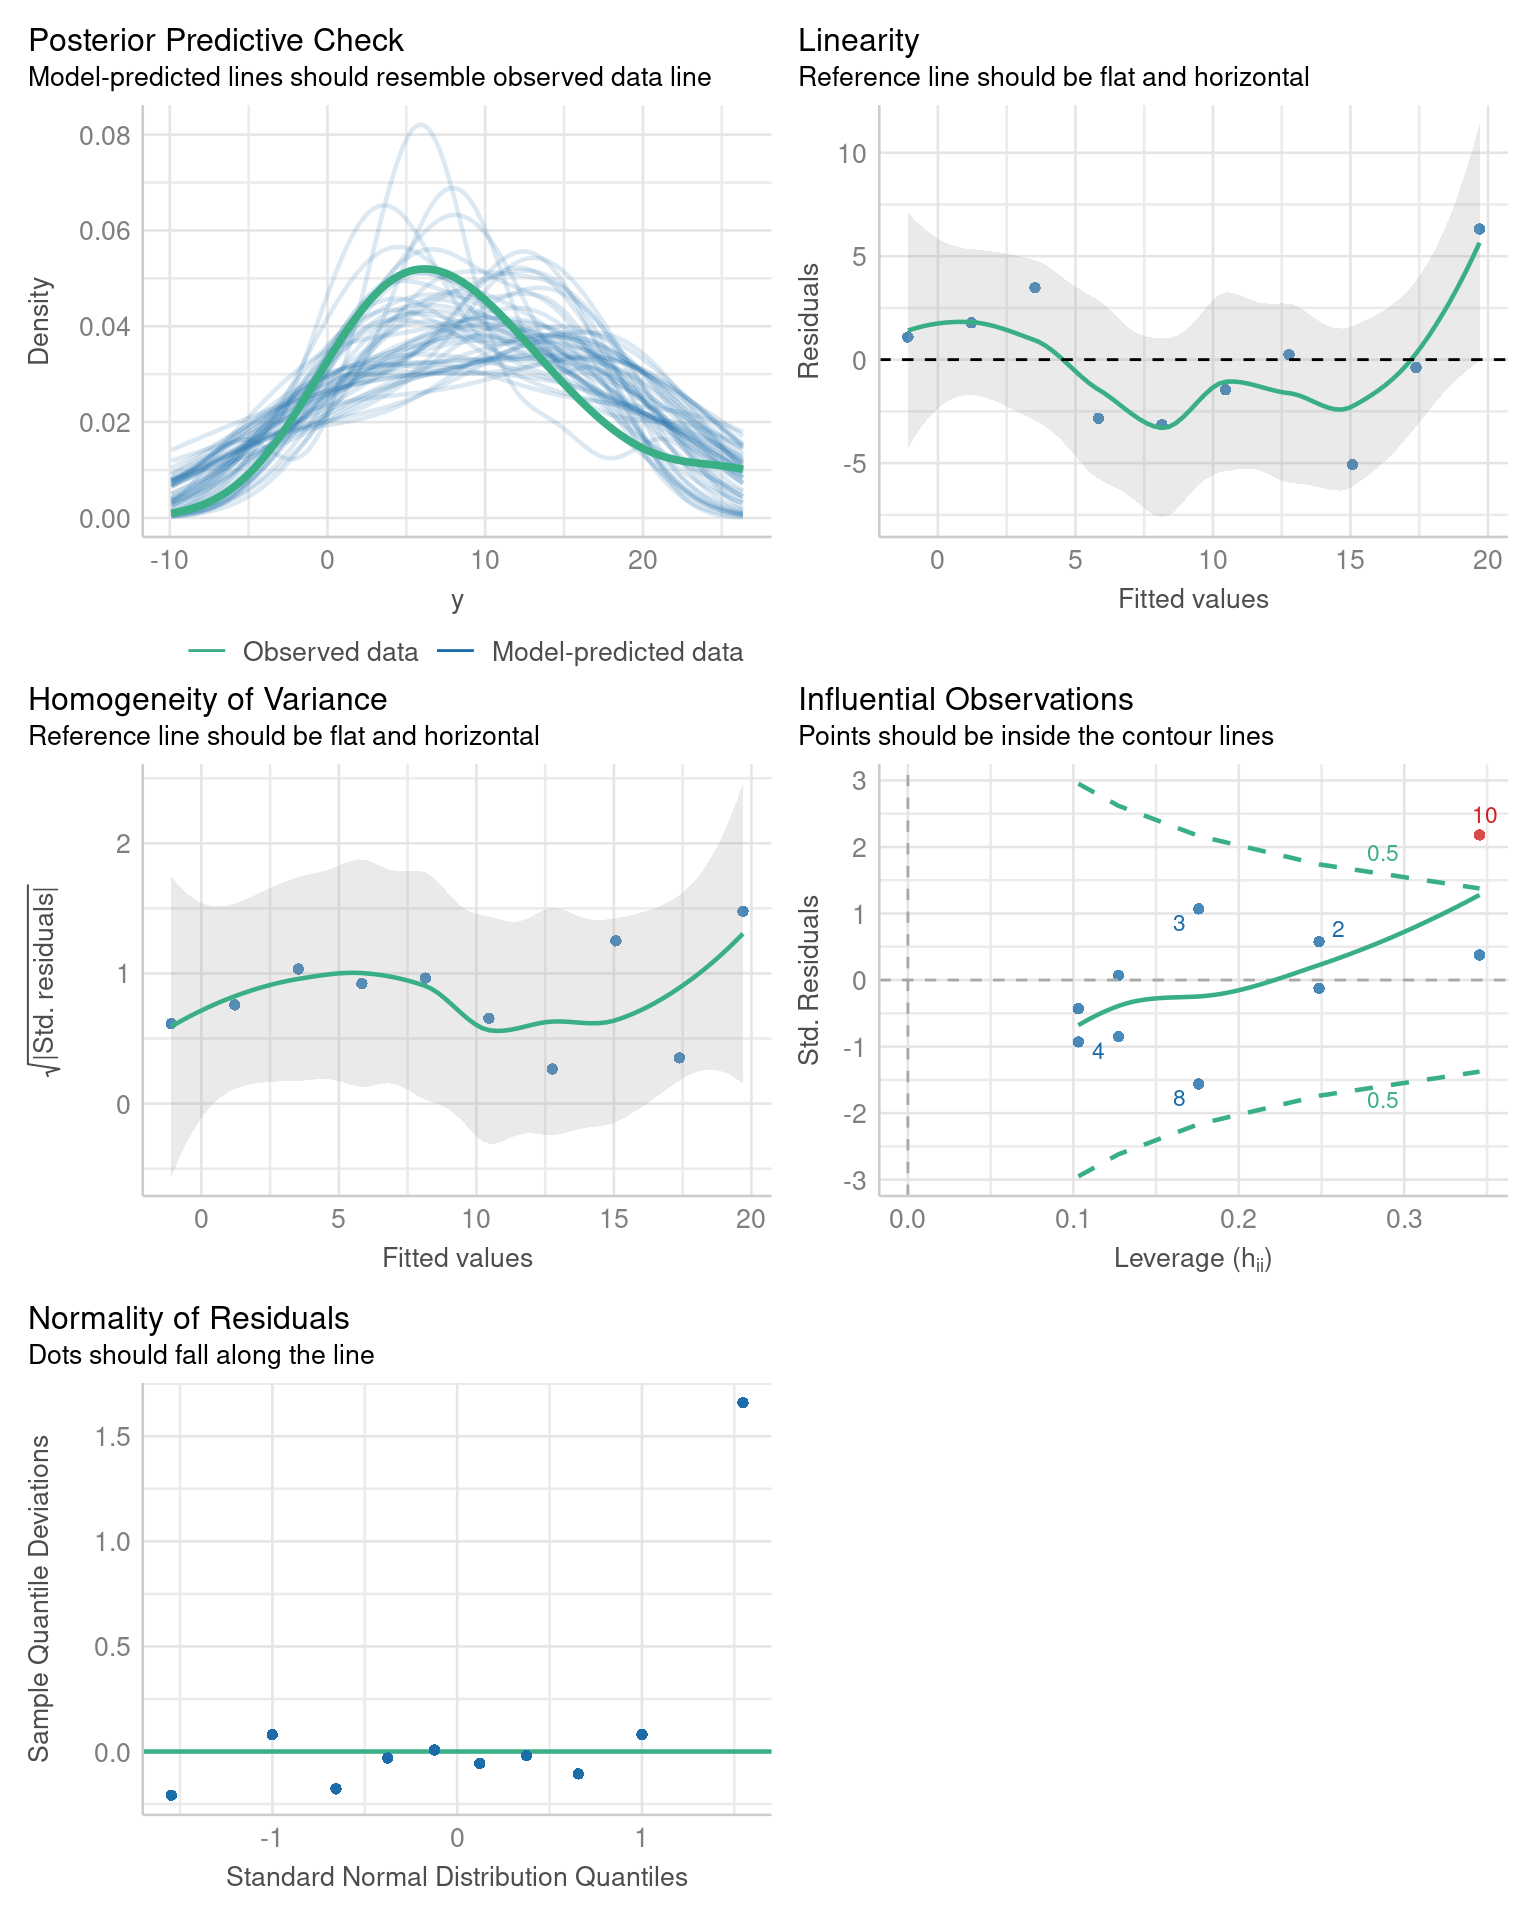 Posterior Predictive Check
Model-predicted lines should resemble observed data line
0.08
0.06
0.04
0.02
0.00
Density
-10 0 10 20
y
Observed data Model-predicted data
Linearity
Reference line should be flat and horizontal
10
5
0
-5
Residuals
0 5 10 15 20
Fitted values
Homogeneity of Variance
Reference line should be flat and horizontal
2
1
0
√|Std. residuals|
0 5 10 15 20
Fitted values
Influential Observations
Points should be inside the contour lines
3
2
1
0
-1
-2
-3
Std. Residuals
10
0.5
3
2
4
8
0.5
0.0 0.1 0.2 0.3
Leverage (hii)
Normality of Residuals
Dots should fall along the line
1.5
1.0
0.5
0.0
Sample Quantile Deviations
-1 0 1
Standard Normal Distribution Quantiles